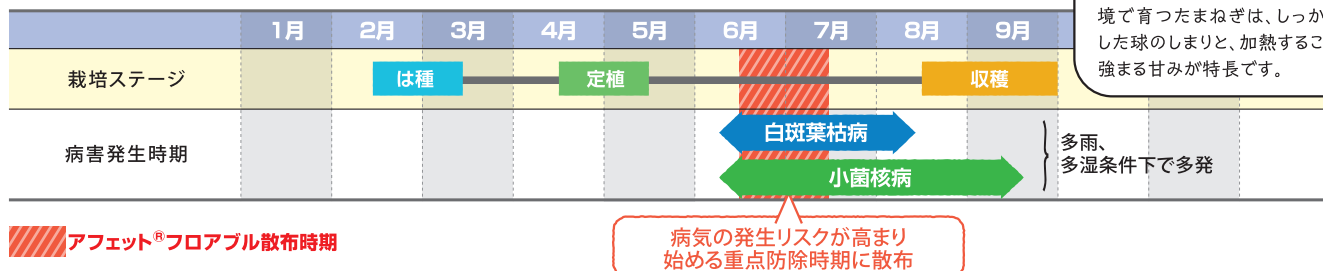 境で育つたまねぎは、しっか
した球のしまりと、加熱するこ
強まる甘みが特長です。
1月 2月 3月 4月 5月 6月 7月 8月 9月
栽培ステージ は種 定植 収穫
病害発生時期 白斑葉枯病
小菌核病
多雨、
多湿条件下で多発
アフェット®フロアブル散布時期
病気の発生リスクが高まり
始める重点防除時期に散布